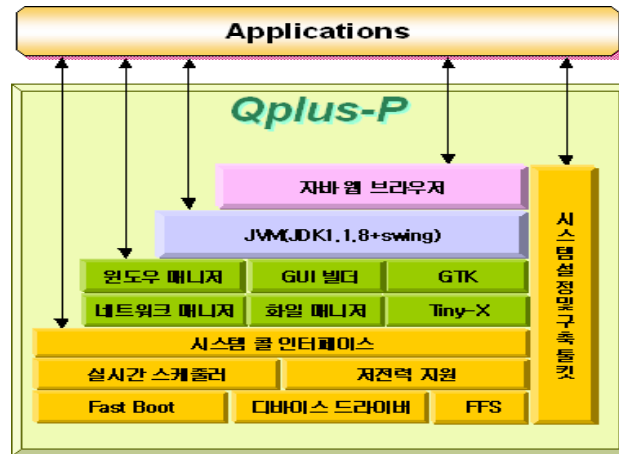 Applications
Qplus-P
자바 웹 브라우저
JVM(JDK1.1.8+swing)
윈도우 매니저 GUI 빌더 GTK
네트워크 매니저 화일 매니저 Tiny-X
시스템 콜 인터페이스
실시간 스케줄러 저전력 지원
Fast Boot 디바이스 드라이버 FFS
시스템설정및구축툴킷